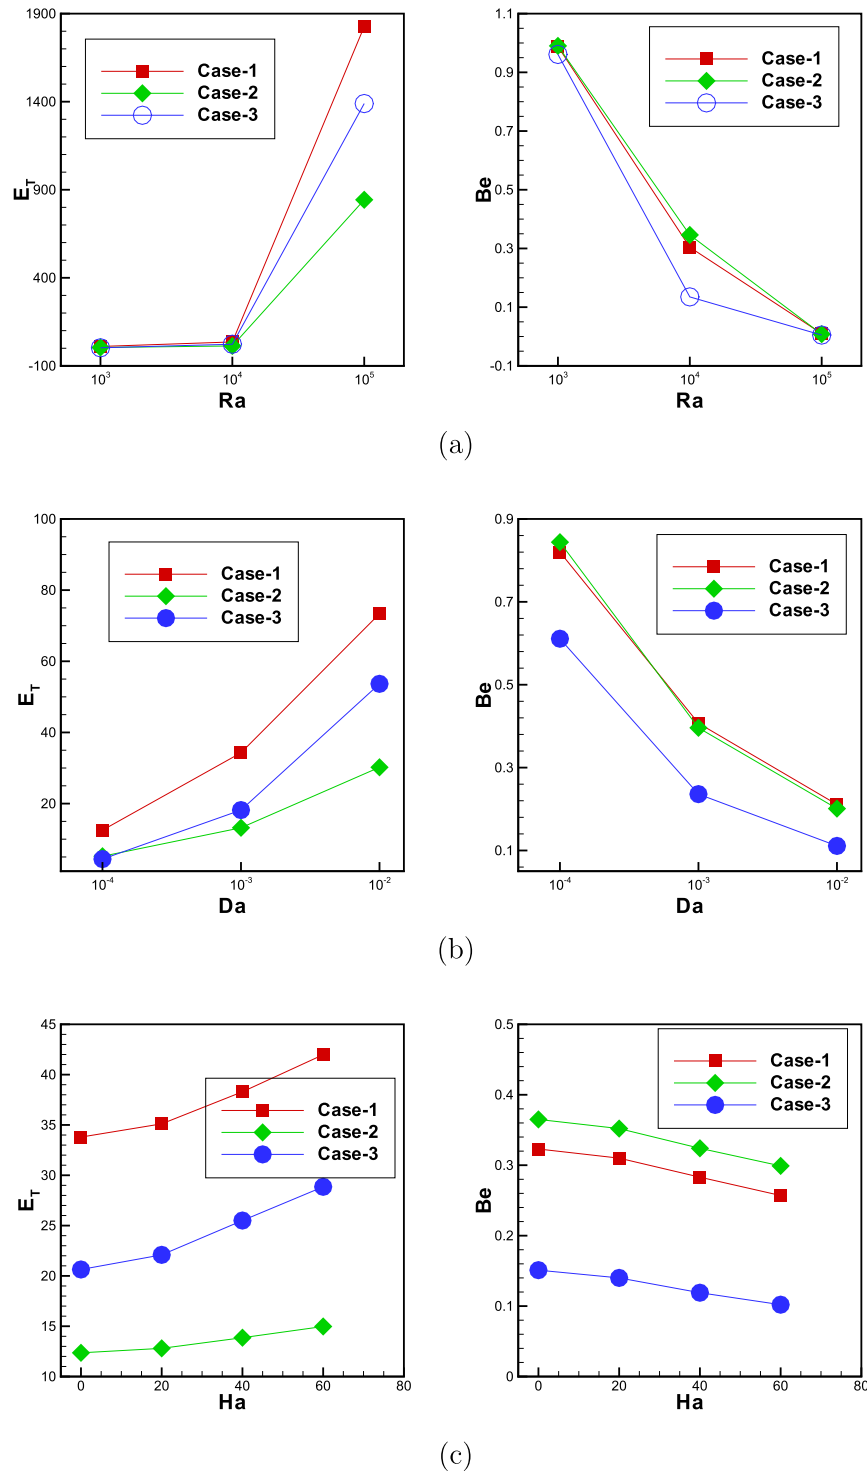 1900
1400
900
400
-100
E_T
Case-1
Case-2
Case-3
10^3
10^4
10^5
Ra
1.1
0.9
0.7
0.5
0.3
0.1
-0.1
Be
Case-1
Case-2
Case-3
10^3
10^4
10^5
Ra
(a)
100
80
60
40
20
E_T
Case-1
Case-2
Case-3
10^-4
10^-3
10^-2
Da
0.9
0.7
0.5
0.3
0.1
Be
Case-1
Case-2
Case-3
10^-4
10^-3
10^-2
Da
(b)
45
40
35
30
25
20
15
10
E_T
Case-1
Case-2
Case-3
0
20
40
60
80
Ha
0.5
0.4
0.3
0.2
0.1
0
Be
Case-1
Case-2
Case-3
0
20
40
60
80
Ha
(c)